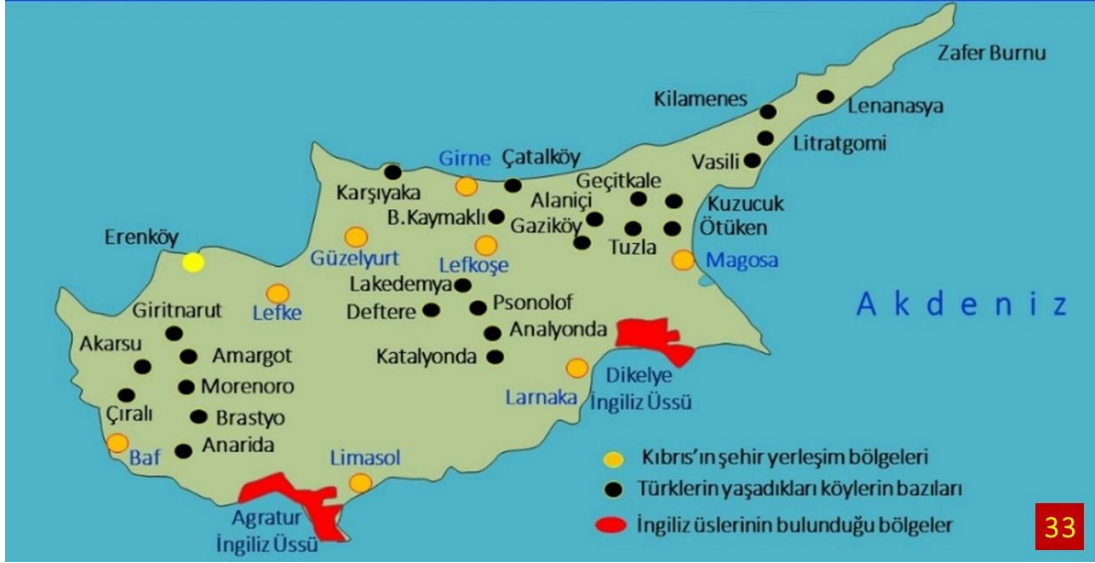 Zafer Burnu
Kilamenes
Lenanasya
Litratgomi
Vasili
Girne
Çatalköy
Geçitkale
Karşıyaka
Alaniçi
Kuzucuk
B.Kaymaklı
Gaziköy
Ötüken
Erenköy
Tuzla
Güzelyurt
Lefkoşe
Magosa
Lakedemya
Akdeniz
Giritnarut
Lefke
Deftere
Psonolof
Akarsu
Analyonda
Amargot
Katalyonda
Morenoro
Larnaka
Dikelye
İngiliz Üssü
Çıralı
Brastyo
Anarida
Baf
Limasol
Kıbrıs'ın şehir yerleşim bölgeleri
Türklerin yaşadıkları köylerin bazıları
Agratur
İngiliz Üssü
İngiliz üslerinin bulunduğu bölgeler
33